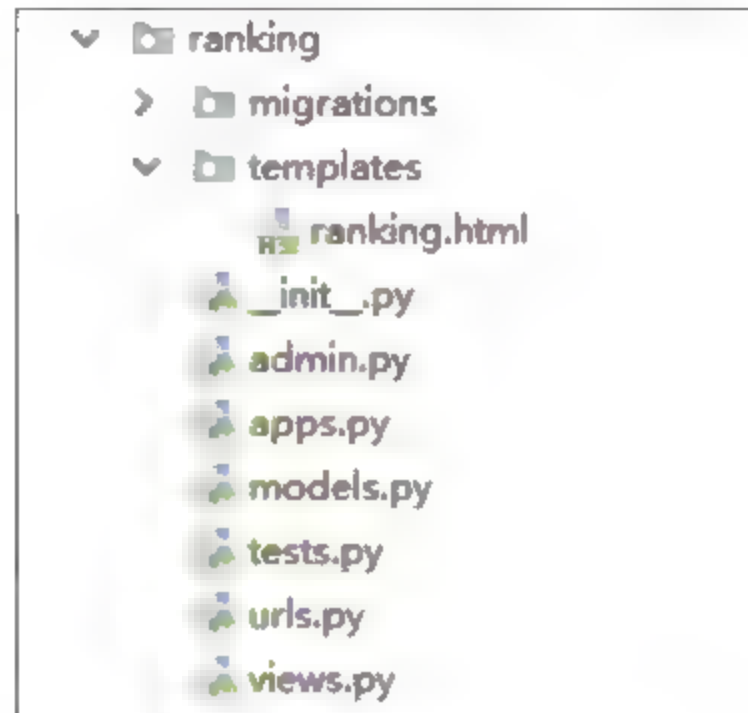 ranking
migrations
templates
ranking.html
__init__.py
admin.py
apps.py
models.py
tests.py
urls.py
views.py